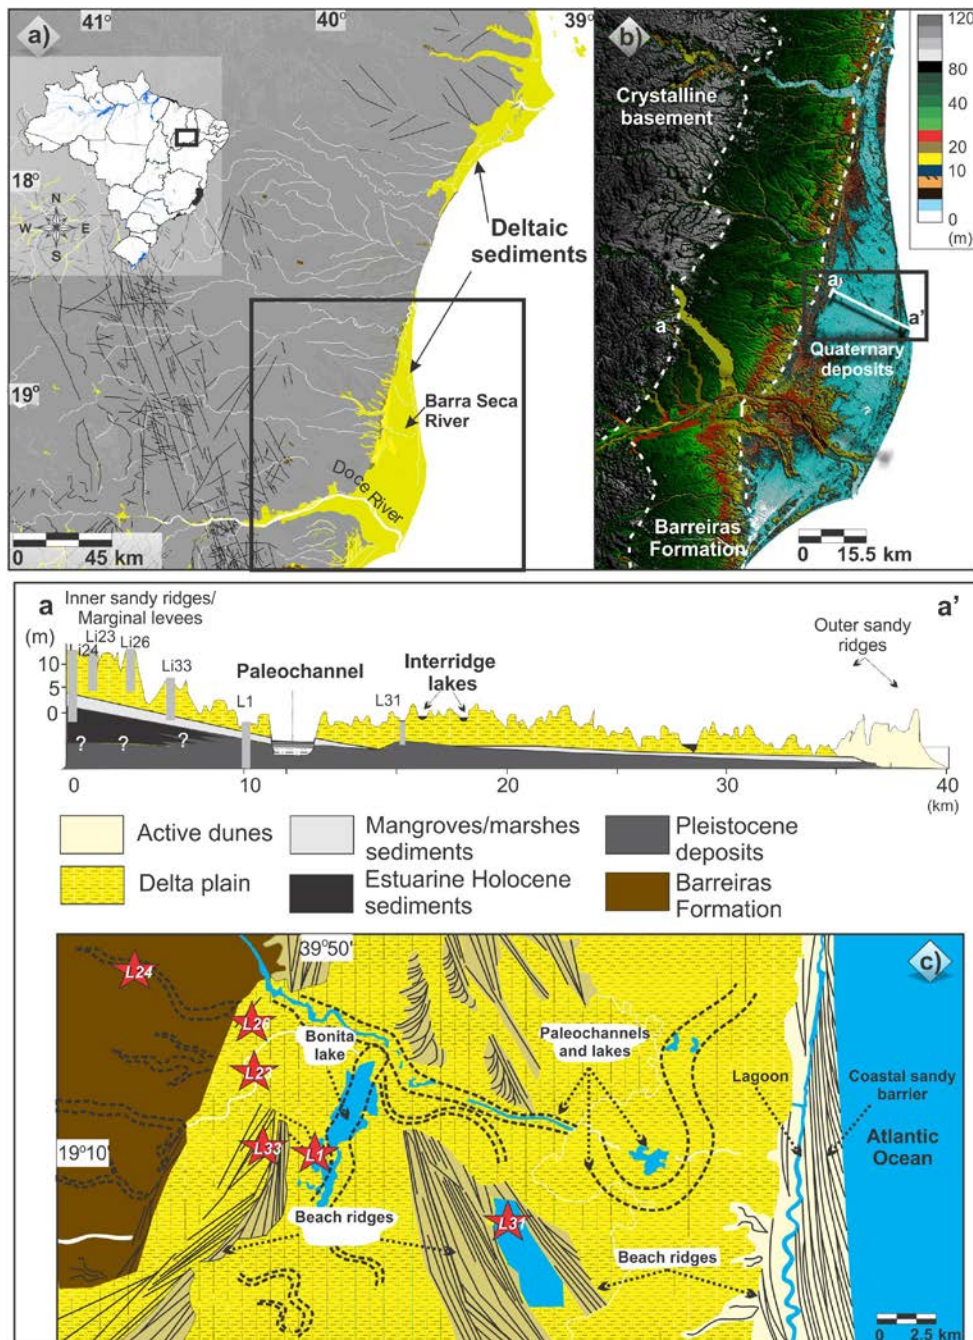 a)
41°
40°
39°
18°
19°
N
W E
S
Deltaic
sediments
Barra Seca
River
Doce River
0 45 km
b)
Crystalline
basement
120
80
40
20
10
0
(m)
a
a'
a
Quaternary
deposits
?
Barreiras
Formation
0 15.5 km
a
a'
(m)
10
5
0
Inner sandy ridges/
Marginal levees
Li23
Li24
Li26
Li33
L1
Paleochannel
L31
Interridge
lakes
Outer sandy
ridges
? ? ?
0 10 20 30 40
(km)
Active dunes
Delta plain
Mangroves/marshes
sediments
Estuarine Holocene
sediments
Pleistocene
deposits
Barreiras
Formation
c)
39°50'
19°10'
L24
L26
L23
L33
L1
L31
Bonita
lake
Paleochannels
and lakes
Lagoon
Coastal sandy
barrier
Atlantic
Ocean
Beach ridges
Beach ridges
0 2.5 km